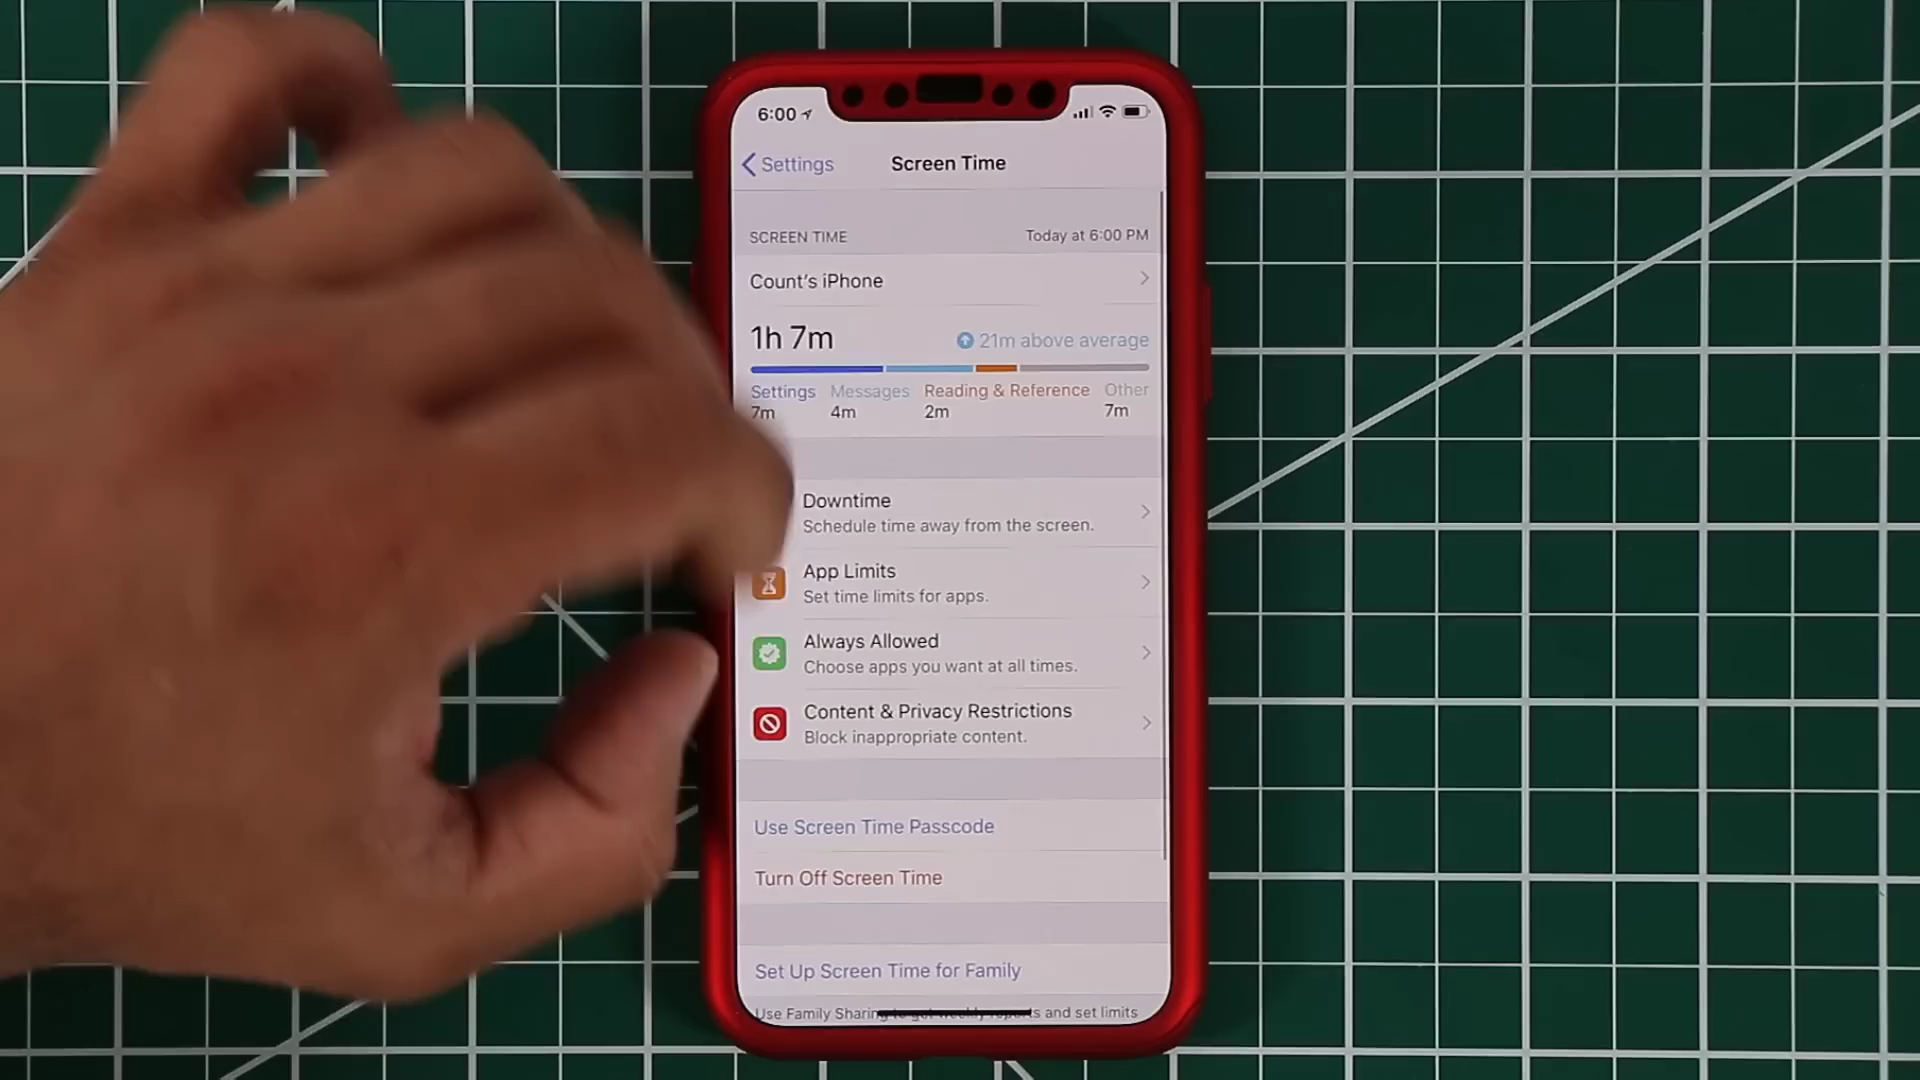 6:00
Settings
Screen Time
SCREEN TIME
Today at 6:00 PM
Count's iPhone
1h 7m
21m above average
Settings Messages Reading & Reference Other
7m 4m 2m 7m
Downtime
Schedule time away from the screen.
App Limits
Set time limits for apps.
Always Allowed
Choose apps you want at all times.
Content & Privacy Restrictions
Block inappropriate content.
Use Screen Time Passcode
Turn Off Screen Time
Set Up Screen Time for Family
Use Family Sharing to get weekly reports and set limits